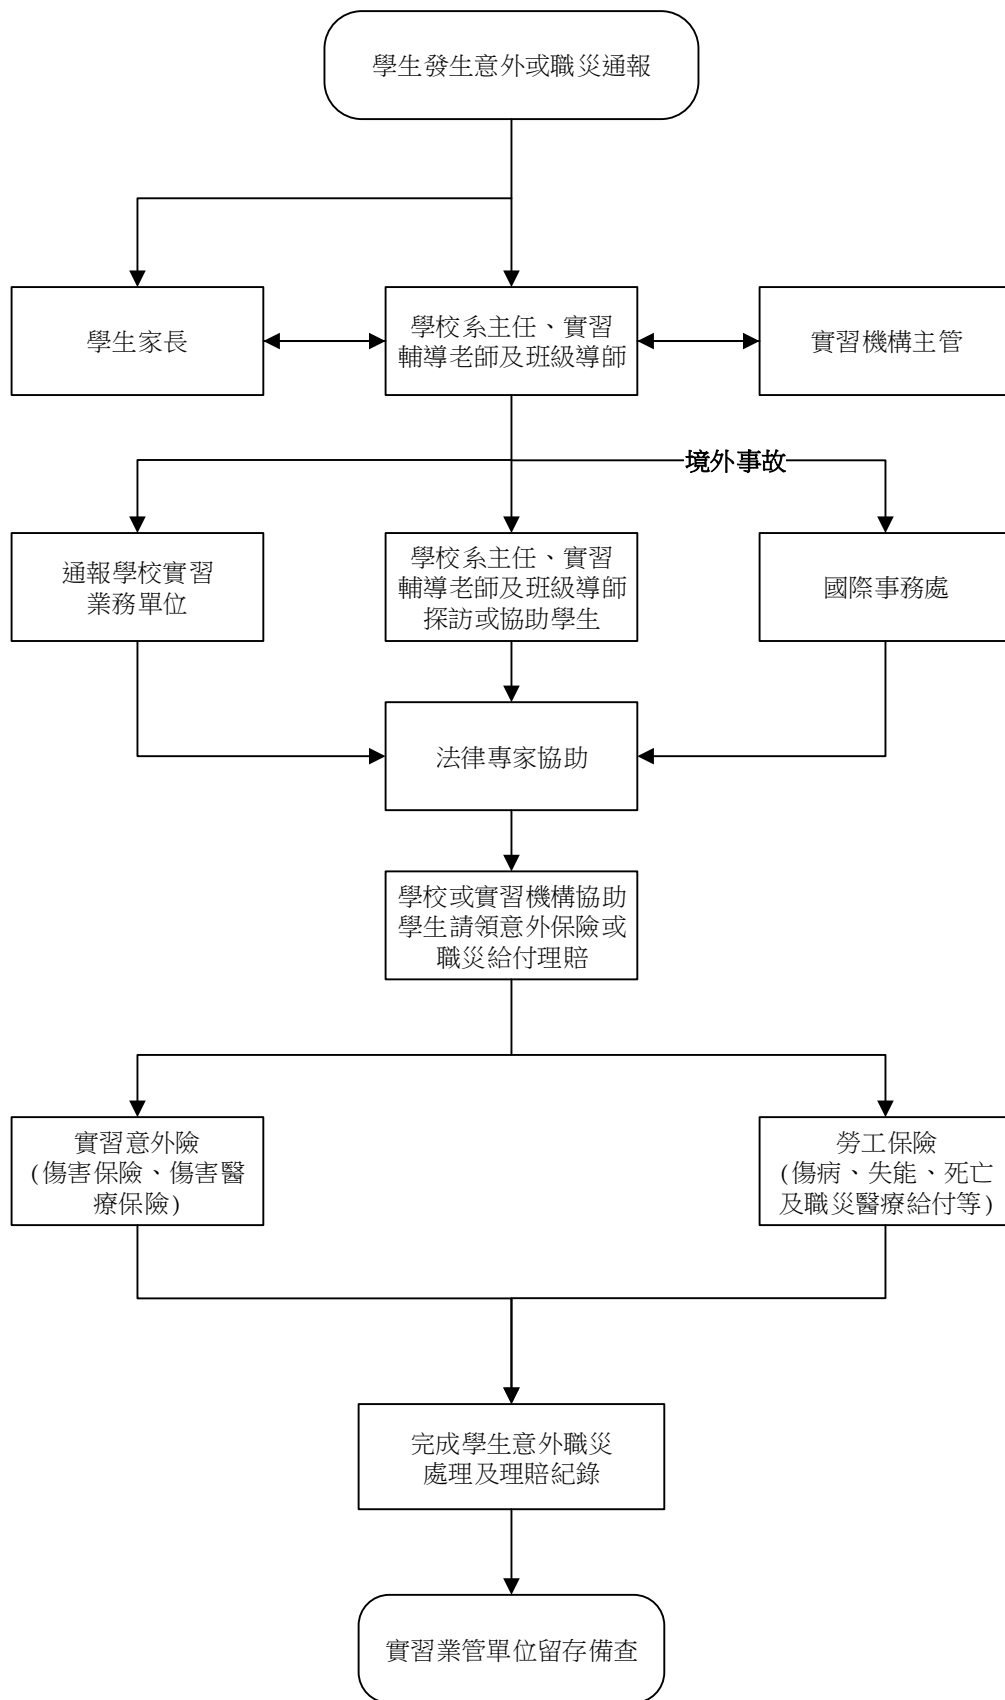 學生發生意外或職災通報
學生家長
學校系主任、實習
輔導老師及班級導師
實習機構主管
境外事故
通報學校實習
業務單位
學校系主任、實習
輔導老師及班級導師
探訪或協助學生
國際事務處
法律專家協助
學校或實習機構協助
學生請領意外保險或
職災給付理賠
實習意外險
(傷害保險、傷害醫
療保險)
勞工保險
(傷病、失能、死亡
及職災醫療給付等)
完成學生意外職災
處理及理賠紀錄
實習業管單位留存備查